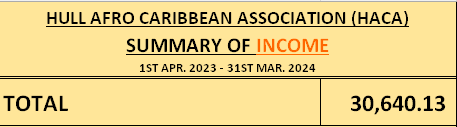 HULL AFRO CARIBBEAN ASSOCIATION (HACA)
SUMMARY OF INCOME
1ST APR. 2023 - 31ST MAR. 2024
TOTAL 30,640.13